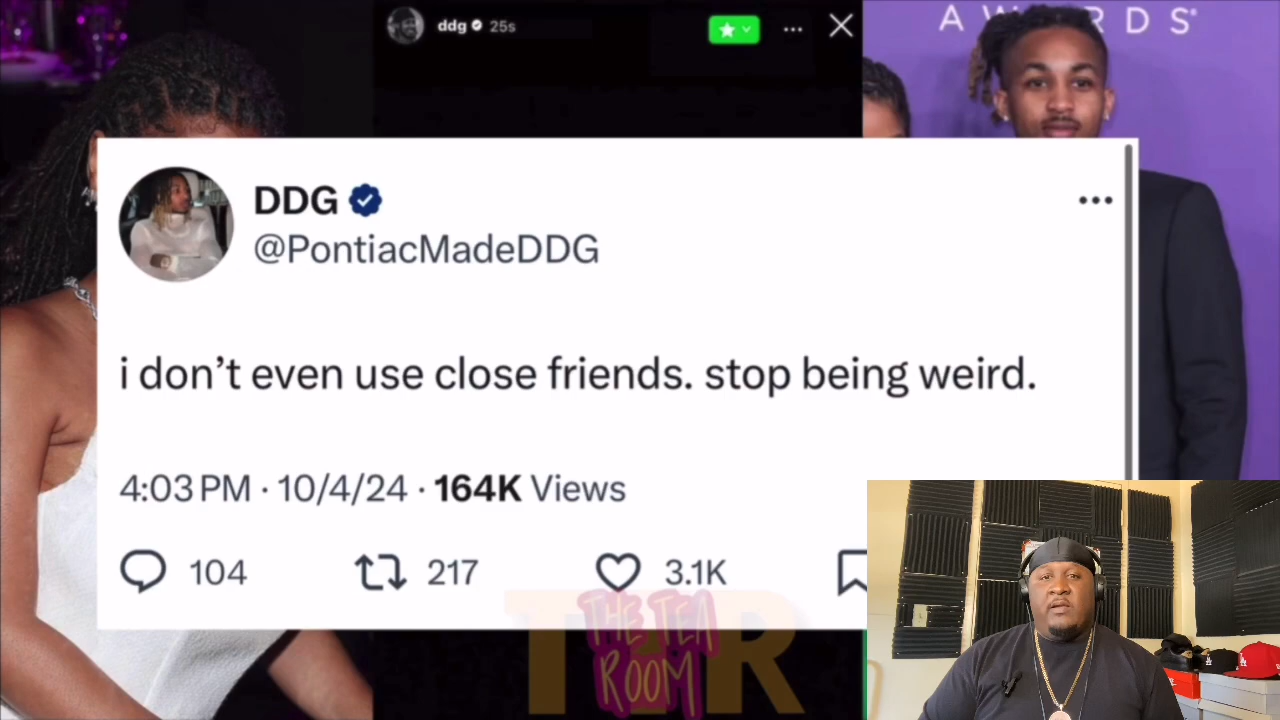 ddg 25s
AWARDS
DDG
@PontiacMadeDDG
i don’t even use close friends. stop being weird.
4:03 PM · 10/4/24 · 164K Views
104 217 3.1K
THE TEA
ROOM